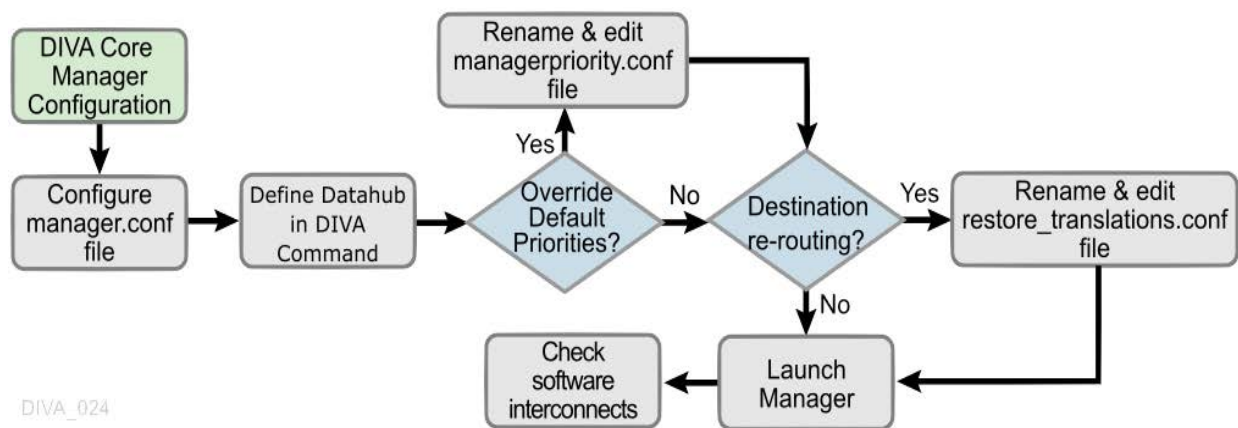 DIVA Core
Manager
Configuration
Configure
manager.conf
file
Define Datahub
in DIVA
Command
Override
Default
Priorities?
Yes
Rename & edit
managerpriority.conf
file
No
Destination
re-routing?
Yes
Rename & edit
restore_translations.conf
file
No
Launch
Manager
Check
software
interconnects
DIVA_024